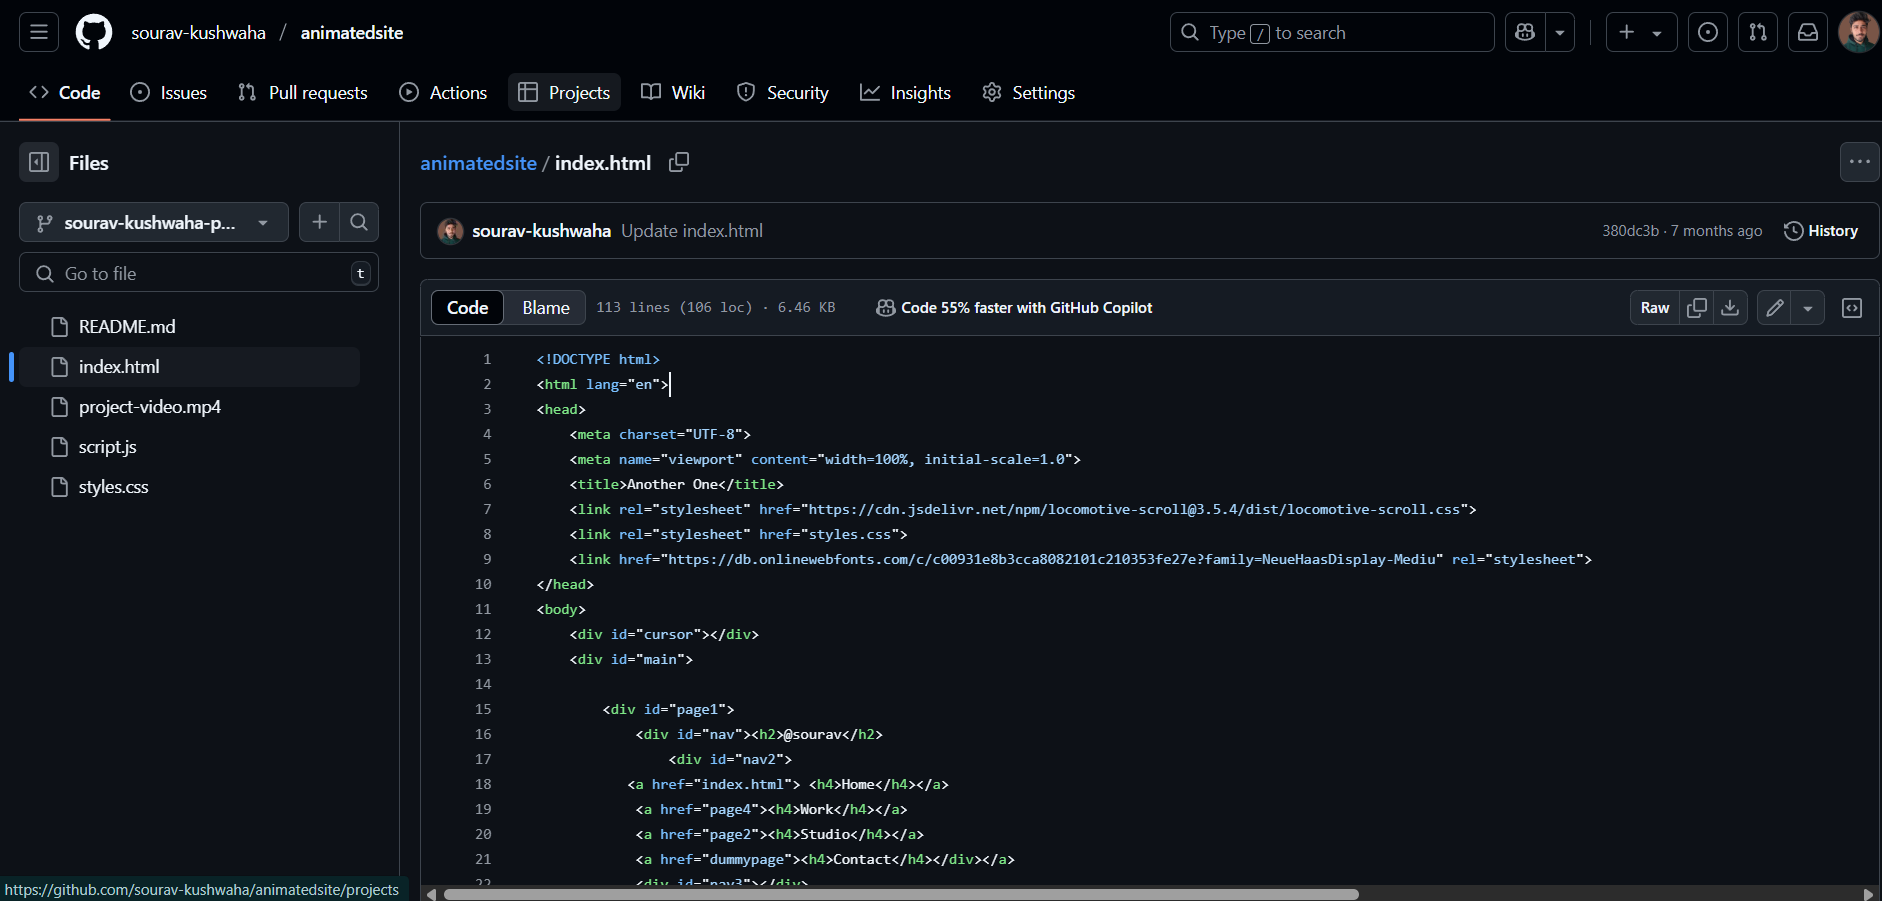 sourav-kushwaha / animatedsite
Type / to search
Code Issues Pull requests Actions Projects Wiki Security Insights Settings
Files
sourav-kushwaha-p...
Go to file t
README.md
index.html
project-video.mp4
script.js
styles.css
animatedsite / index.html
sourav-kushwaha Update index.html
380dc3b · 7 months ago History
Code Blame 113 lines (106 loc) · 6.46 KB Code 55% faster with GitHub Copilot Raw
1 <!DOCTYPE html>
2 <html lang="en">
3 <head>
4 <meta charset="UTF-8">
5 <meta name="viewport" content="width=100%, initial-scale=1.0">
6 <title>Another One</title>
7 <link rel="stylesheet" href="https://cdn.jsdelivr.net/npm/locomotive-scroll@3.5.4/dist/locomotive-scroll.css">
8 <link rel="stylesheet" href="styles.css">
9 <link href="https://db.onlinewebfonts.com/c/c00931e8b3cca8082101c210353fe27e?family=NeueHaasDisplay-Mediu" rel="stylesheet">
10 </head>
11 <body>
12 <div id="cursor"></div>
13 <div id="main">
14
15 <div id="page1">
16 <div id="nav"><h2>@sourav</h2>
17 <div id="nav2">
18 <a href="index.html"> <h4>Home</h4></a>
19 <a href="page4"><h4>Work</h4></a>
20 <a href="page2"><h4>Studio</h4></a>
21 <a href="dummypage"><h4>Contact</h4></div></a>
22 <div id="nav3"></div>
https://github.com/sourav-kushwaha/animatedsite/projects